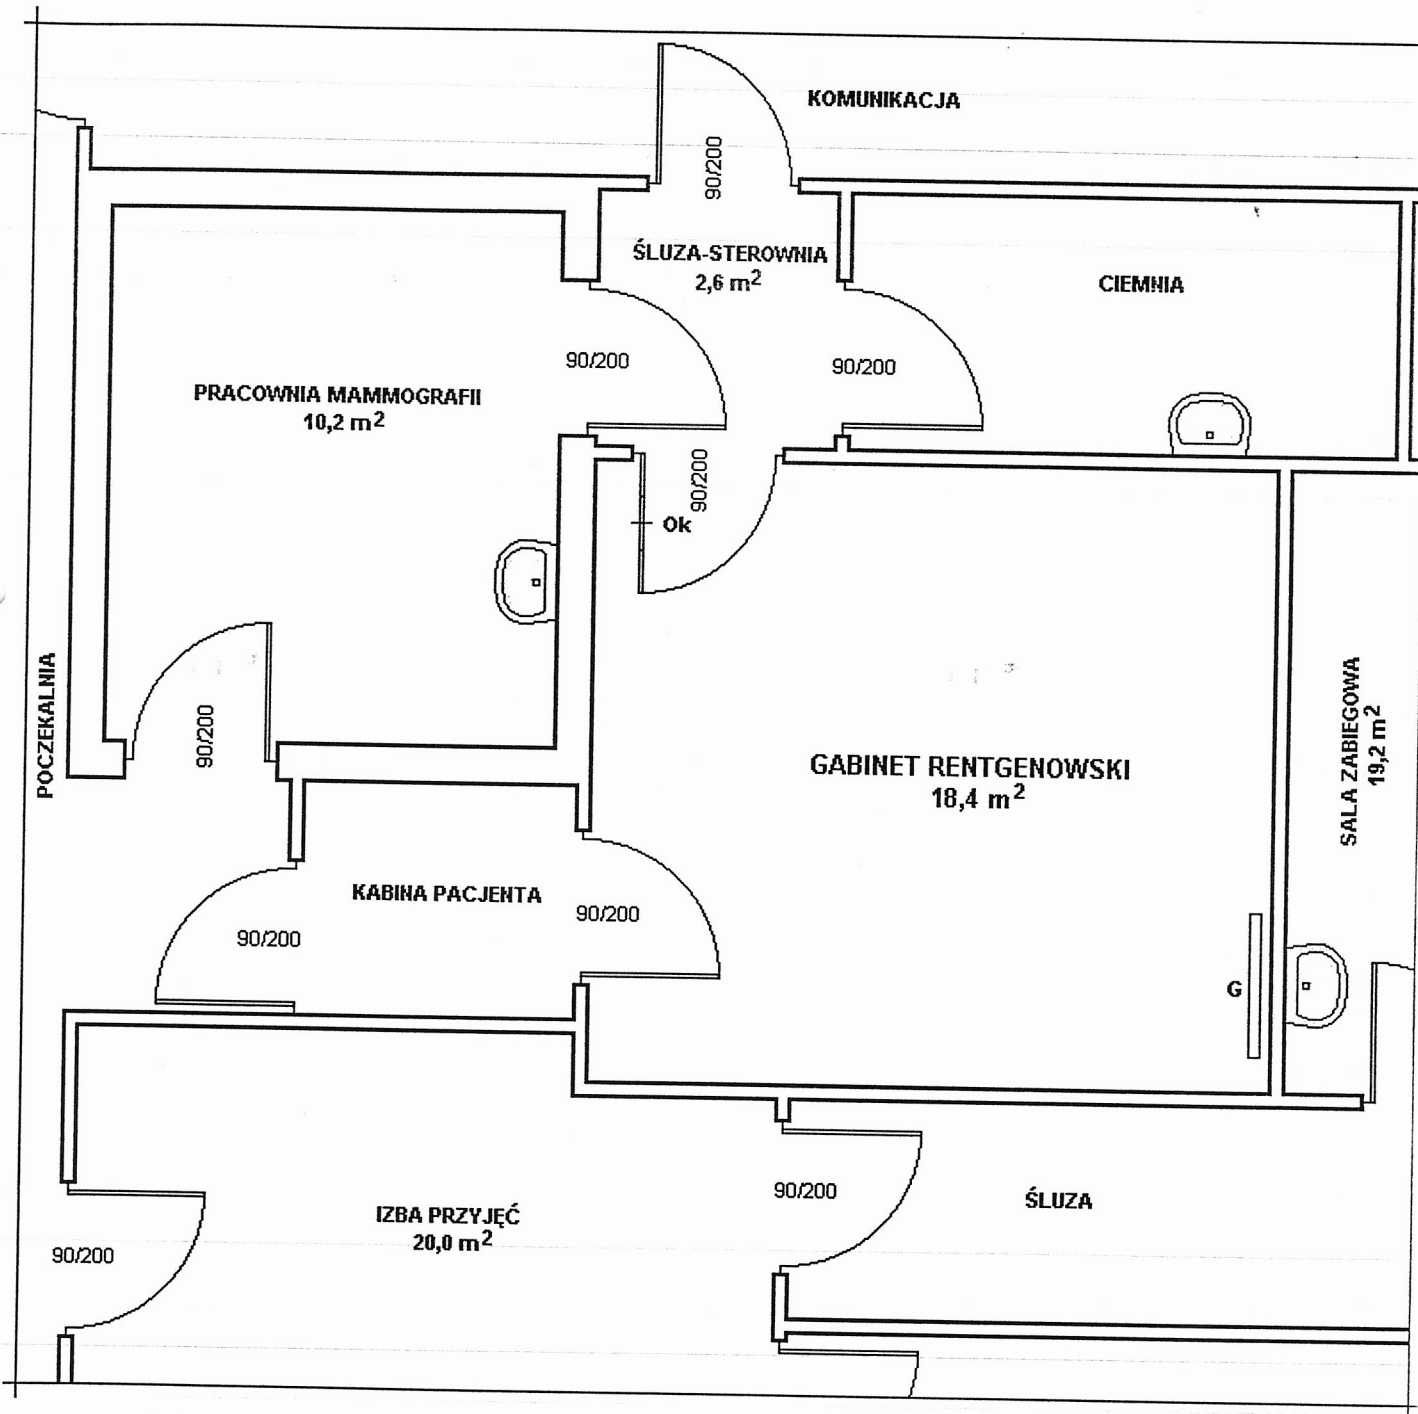 KOMUNIKACJA
90/200
ŚLUZA-STEROWNIA
2,6 m²
CIEMNIA
90/200
90/200
PRACOWNIA MAMMOGRAFII
10,2 m²
90/200
Ok
POCZEKALNIA
90/200
GABINET RENTGENOWSKI
18,4 m²
SALA ZABIEGOWA
19,2 m²
KABINA PACJENTA
90/200
90/200
G
90/200
ŚLUZA
IZBA PRZYJĘĆ
20,0 m²
90/200